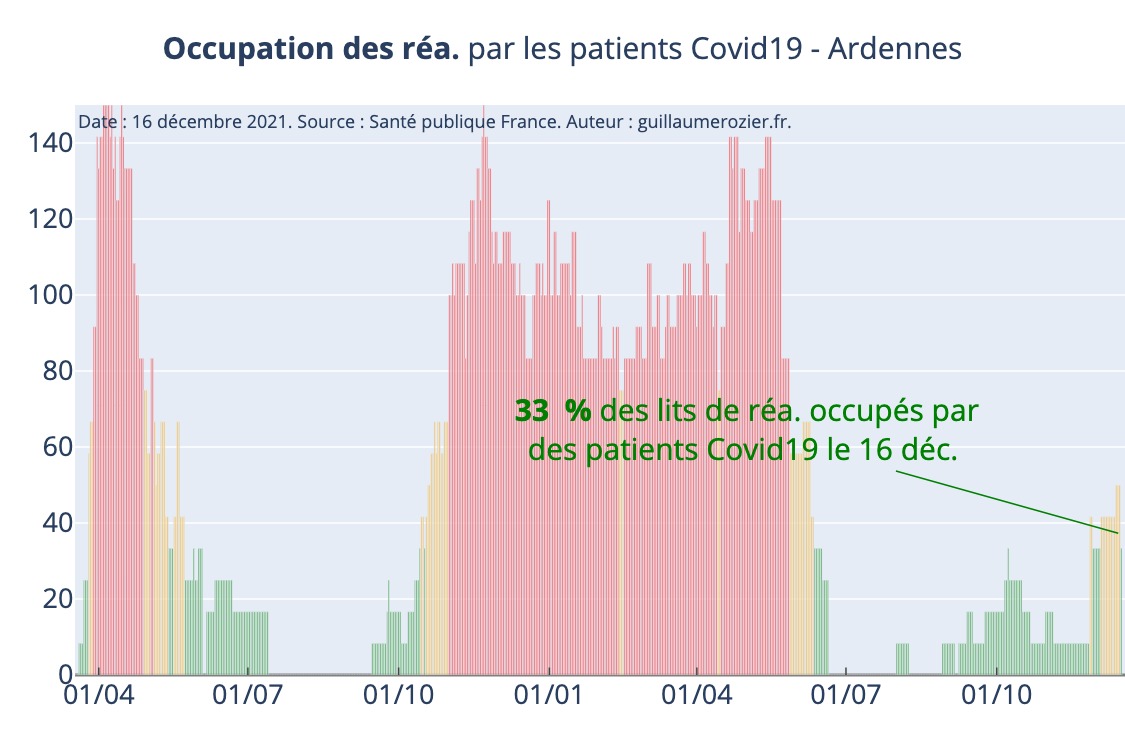 Occupation des réa. par les patients Covid19 - Ardennes
Date : 16 décembre 2021. Source : Santé publique France. Auteur : guillaumerozier.fr.
140
120
100
80
60
40
20
0
33 % des lits de réa. occupés par
des patients Covid19 le 16 déc.
01/04 01/07 01/10 01/01 01/04 01/07 01/10